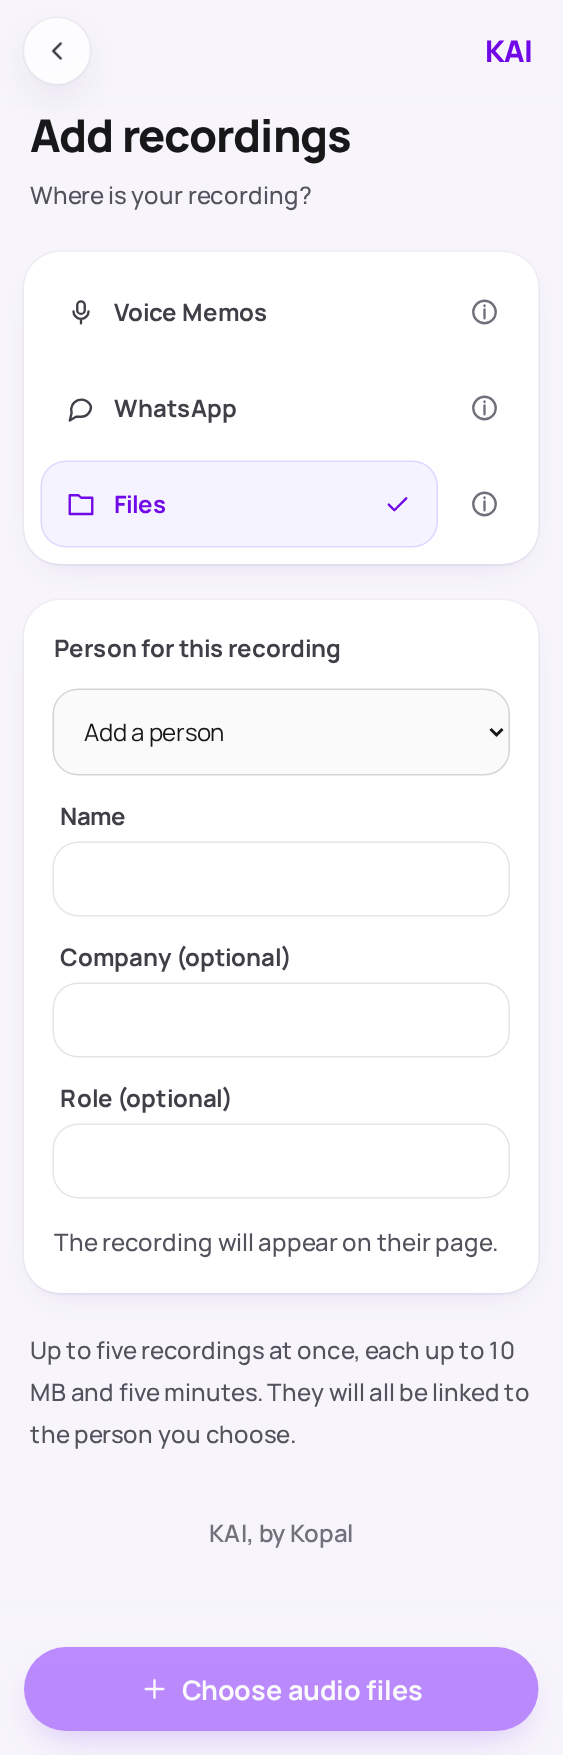 KAI
Add recordings
Where is your recording?
Voice Memos
WhatsApp
Files
Person for this recording
Add a person
Name
Company (optional)
Role (optional)
The recording will appear on their page.
Up to five recordings at once, each up to 10
MB and five minutes. They will all be linked to
the person you choose.
KAI, by Kopal
Choose audio files